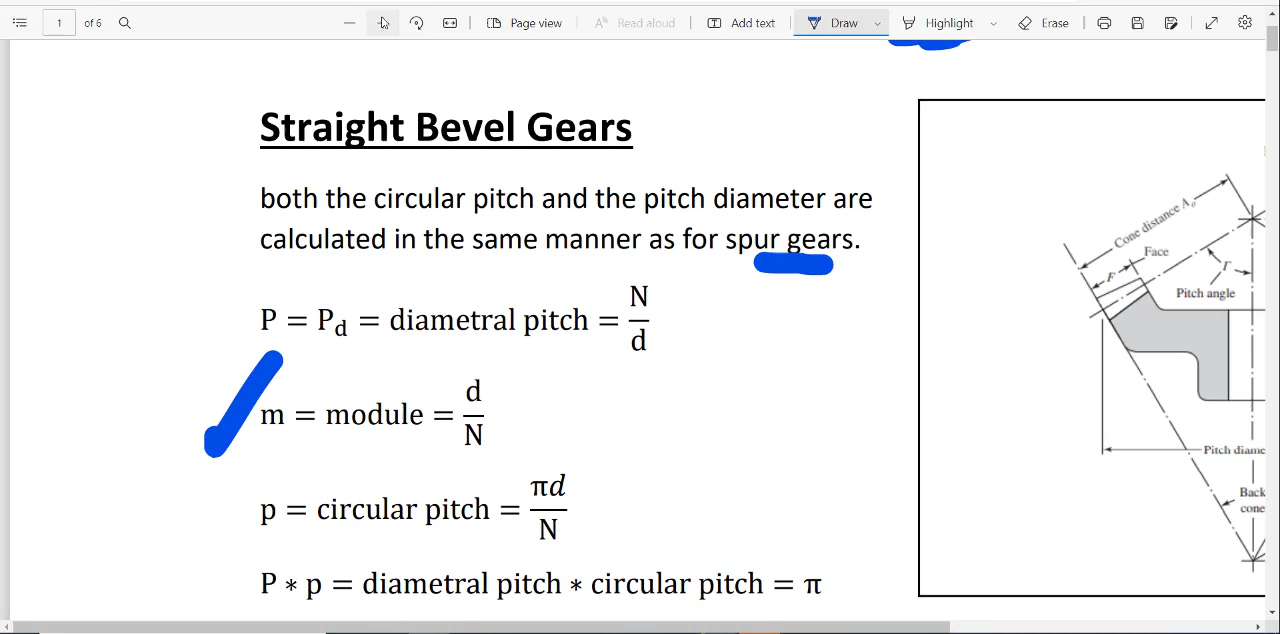 1 of 6 Page view Read aloud Add text Draw Highlight Erase
Straight Bevel Gears
both the circular pitch and the pitch diameter are
calculated in the same manner as for spur gears.
P = P_d = diametral pitch = N/d
m = module = d/N
p = circular pitch = πd/N
P * p = diametral pitch * circular pitch = π
Cone distance A_o
Face
F
Γ
Pitch angle
Pitch diame
Back
cone